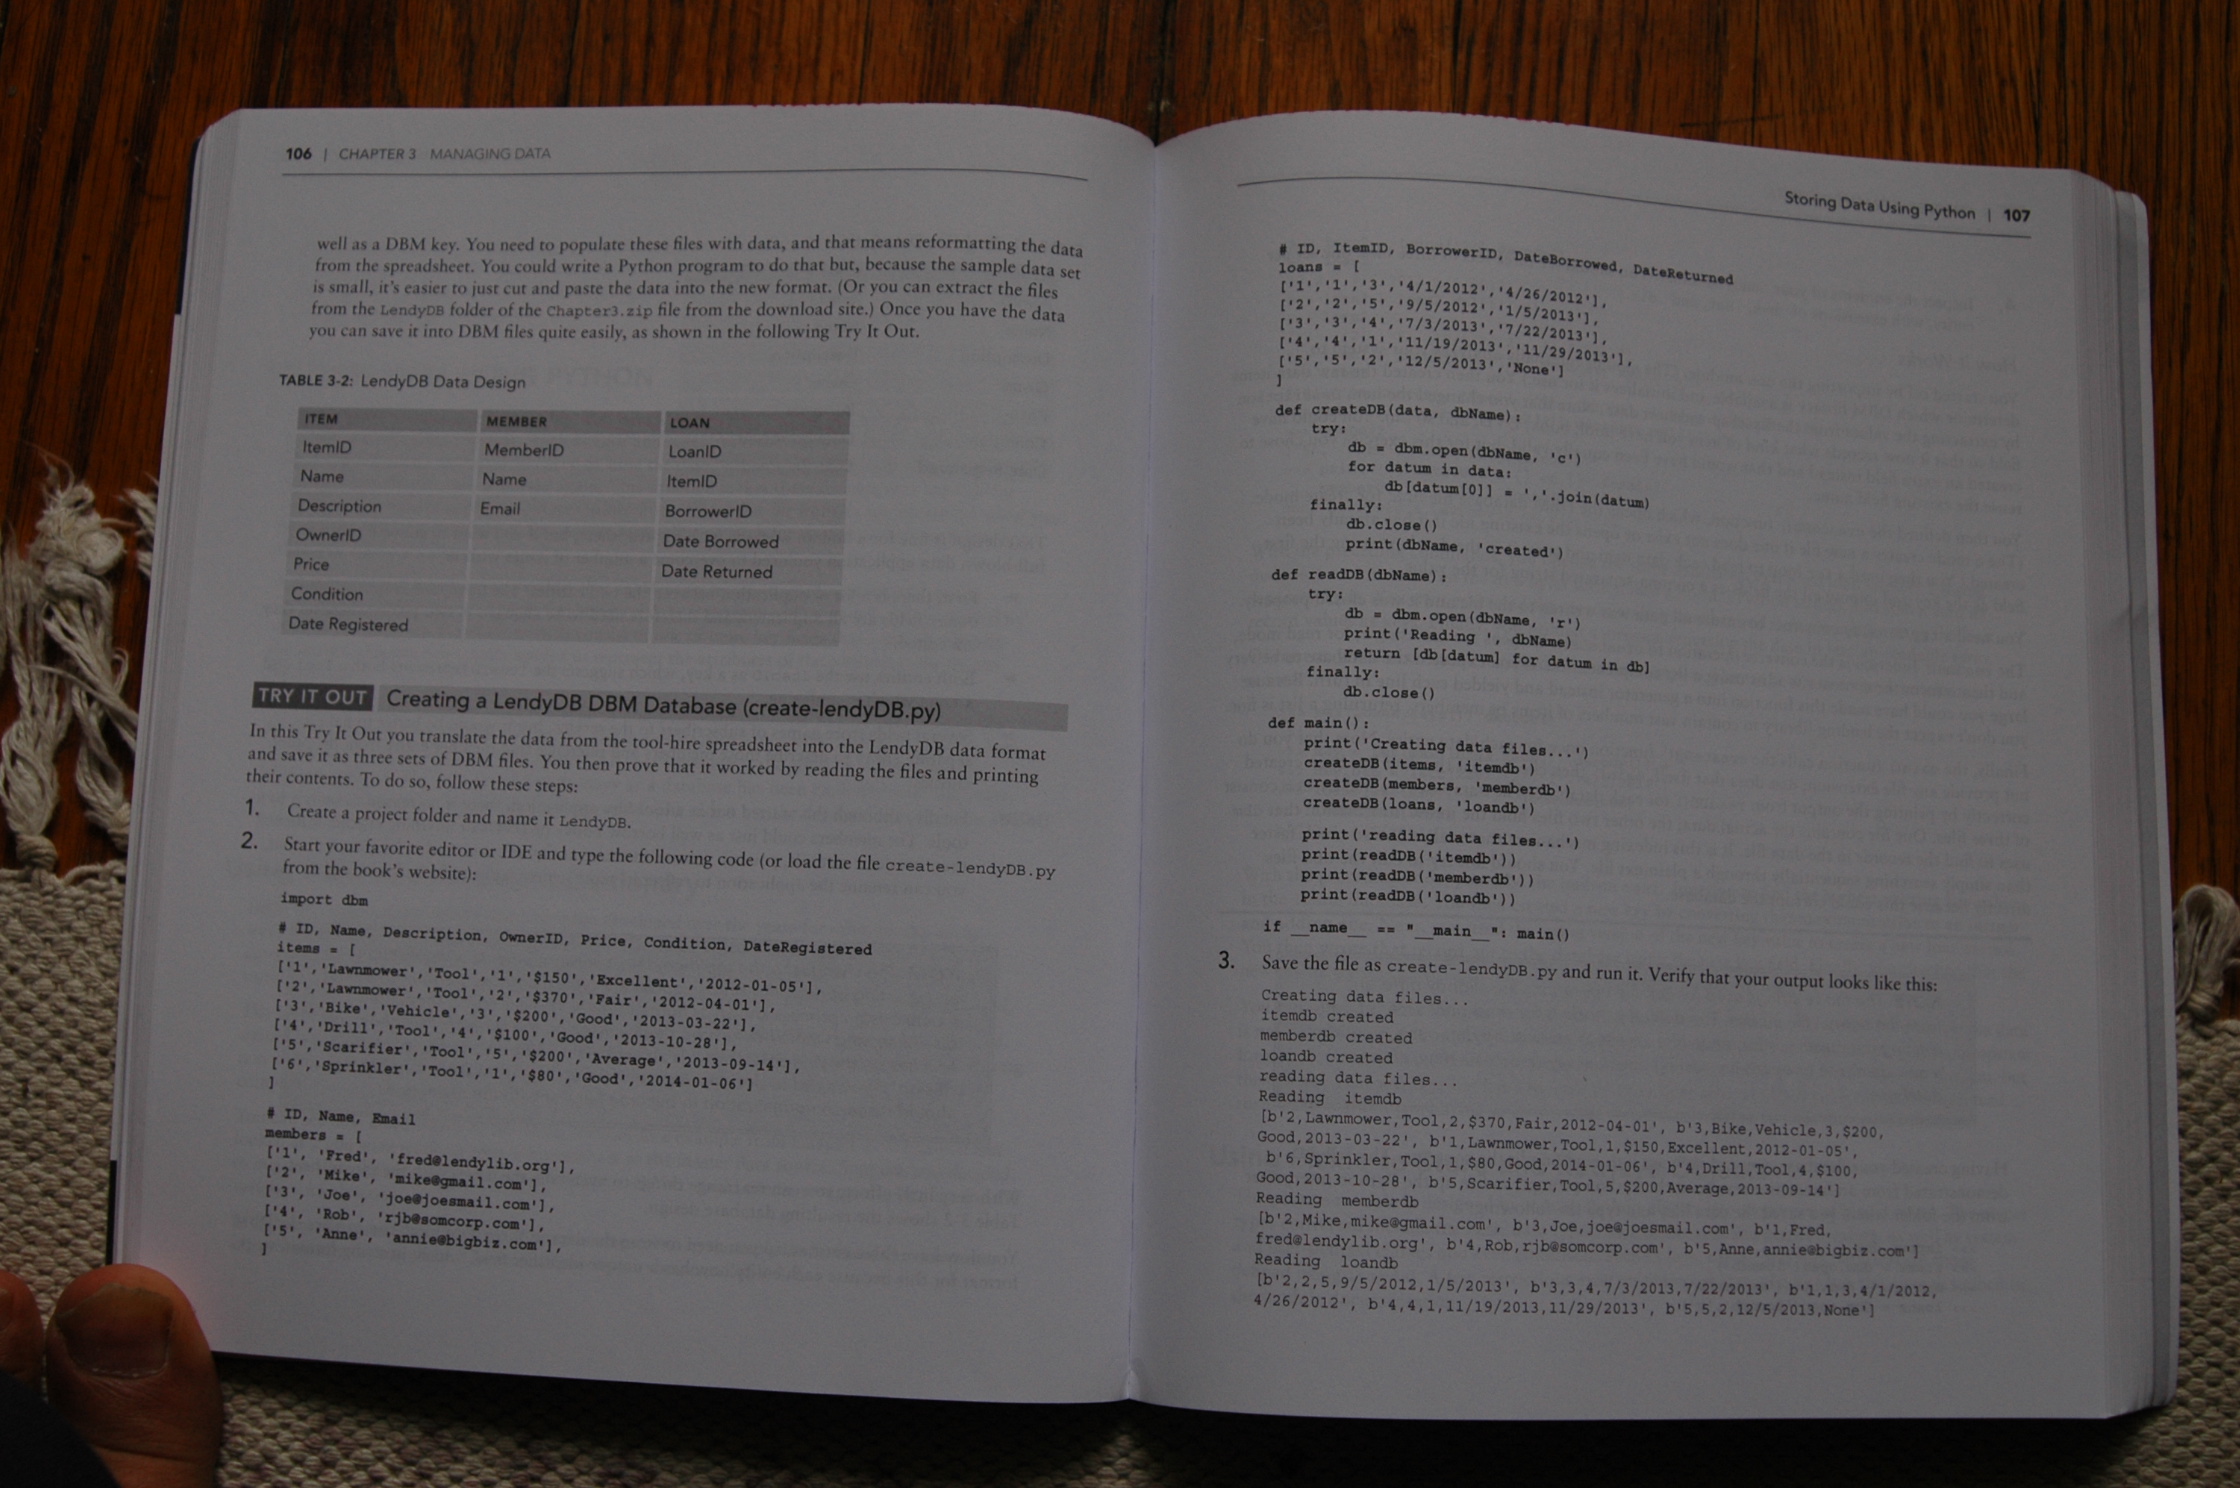 106 | CHAPTER 3 MANAGING DATA
well as a DBM key. You need to populate these files with data, and that means reformatting the data
from the spreadsheet. You could write a Python program to do that but, because the sample data set
is small, it's easier to just cut and paste the data into the new format. (Or you can extract the files
from the LendyDB folder of the Chapter3.zip file from the download site.) Once you have the data
you can save it into DBM files quite easily, as shown in the following Try It Out.
TABLE 3-2: LendyDB Data Design
ITEM MEMBER LOAN
ItemID MemberID LoanID
Name Name ItemID
Description Email BorrowerID
OwnerID Date Borrowed
Price Date Returned
Condition
Date Registered
TRY IT OUT Creating a LendyDB DBM Database (create-lendyDB.py)
In this Try It Out you translate the data from the tool-hire spreadsheet into the LendyDB data format
and save it as three sets of DBM files. You then prove that it worked by reading the files and printing
their contents. To do so, follow these steps:
1. Create a project folder and name it LendyDB.
2. Start your favorite editor or IDE and type the following code (or load the file create-lendyDB.py
from the book's website):
import dbm
# ID, Name, Description, OwnerID, Price, Condition, DateRegistered
items = [
['1','Lawnmower','Tool','1','$150','Excellent','2012-01-05'],
['2','Lawnmower','Tool','2','$370','Fair','2012-04-01'],
['3','Bike','Vehicle','3','$200','Good','2013-03-22'],
['4','Drill','Tool','4','$100','Good','2013-10-28'],
['5','Scarifier','Tool','5','$200','Average','2013-09-14'],
['6','Sprinkler','Tool','1','$80','Good','2014-01-06']
]
# ID, Name, Email
members = [
['1', 'Fred', 'fred@lendylib.org'],
['2', 'Mike', 'mike@gmail.com'],
['3', 'Joe', 'joe@joesmail.com'],
['4', 'Rob', 'rjb@somcorp.com'],
['5', 'Anne', 'annie@bigbiz.com'],
]
Storing Data Using Python | 107
# ID, ItemID, BorrowerID, DateBorrowed, DateReturned
loans = [
['1','1','3','4/1/2012','4/26/2012'],
['2','2','5','9/5/2012','1/5/2013'],
['3','3','4','7/3/2013','7/22/2013'],
['4','4','1','11/19/2013','11/29/2013'],
['5','5','2','12/5/2013','None']
]
def createDB(data, dbName):
try:
db = dbm.open(dbName, 'c')
for datum in data:
db[datum[0]] = ','.join(datum)
finally:
db.close()
print(dbName, 'created')
def readDB(dbName):
try:
db = dbm.open(dbName, 'r')
print('Reading ', dbName)
return [db[datum] for datum in db]
finally:
db.close()
def main():
print('Creating data files...')
createDB(items, 'itemdb')
createDB(members, 'memberdb')
createDB(loans, 'loandb')
print('reading data files...')
print(readDB('itemdb'))
print(readDB('memberdb'))
print(readDB('loandb'))
if __name__ == "__main__": main()
3. Save the file as create-lendyDB.py and run it. Verify that your output looks like this:
Creating data files...
itemdb created
memberdb created
loandb created
reading data files...
Reading itemdb
[b'2,Lawnmower,Tool,2,$370,Fair,2012-04-01', b'3,Bike,Vehicle,3,$200,
Good,2013-03-22', b'1,Lawnmower,Tool,1,$150,Excellent,2012-01-05',
b'6,Sprinkler,Tool,1,$80,Good,2014-01-06', b'4,Drill,Tool,4,$100,
Good,2013-10-28', b'5,Scarifier,Tool,5,$200,Average,2013-09-14']
Reading memberdb
[b'2,Mike,mike@gmail.com', b'3,Joe,joe@joesmail.com', b'1,Fred,
fred@lendylib.org', b'4,Rob,rjb@somcorp.com', b'5,Anne,annie@bigbiz.com']
Reading loandb
[b'2,2,5,9/5/2012,1/5/2013', b'3,3,4,7/3/2013,7/22/2013', b'1,1,3,4/1/2012,
4/26/2012', b'4,4,1,11/19/2013,11/29/2013', b'5,5,2,12/5/2013,None']